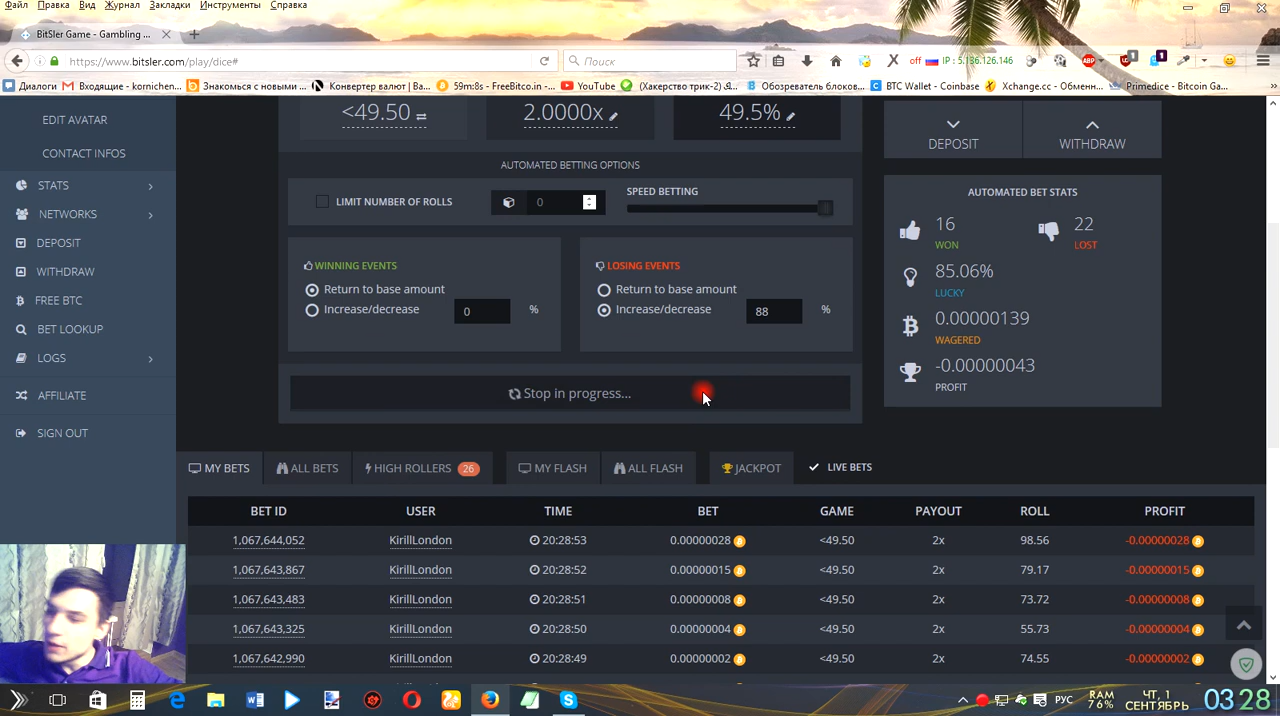 Файл Правка Вид Журнал Закладки Инструменты Справка
BitSler Game - Gambling ...
https://www.bitsler.com/play/dice# Поиск off IP : 5.136.126.146
Диалоги Входящие - kornichen... Знакомься с новыми ... Конвертер валют | Ва... 59m:8s - FreeBitco.in - ... YouTube (Хакерство трик-2) ... Обозреватель блоков... BTC Wallet - Coinbase Xchange.cc - Обменн... Primedice - Bitcoin Ga...
<49.50 2.0000x 49.5%
EDIT AVATAR
CONTACT INFOS
STATS
NETWORKS
DEPOSIT
WITHDRAW
FREE BTC
BET LOOKUP
LOGS
AFFILIATE
SIGN OUT
AUTOMATED BETTING OPTIONS
LIMIT NUMBER OF ROLLS 0 SPEED BETTING
WINNING EVENTS
Return to base amount
Increase/decrease 0 %
LOSING EVENTS
Return to base amount
Increase/decrease 88 %
Stop in progress...
DEPOSIT WITHDRAW
AUTOMATED BET STATS
16 22
WON LOST
85.06%
LUCKY
0.00000139
WAGERED
-0.00000043
PROFIT
MY BETS ALL BETS HIGH ROLLERS 26 MY FLASH ALL FLASH JACKPOT LIVE BETS
BET ID USER TIME BET GAME PAYOUT ROLL PROFIT
1,067,644,052 KirillLondon 20:28:53 0.00000028 <49.50 2x 98.56 -0.00000028
1,067,643,867 KirillLondon 20:28:52 0.00000015 <49.50 2x 79.17 -0.00000015
1,067,643,483 KirillLondon 20:28:51 0.00000008 <49.50 2x 73.72 -0.00000008
1,067,643,325 KirillLondon 20:28:50 0.00000004 <49.50 2x 55.73 -0.00000004
1,067,642,990 KirillLondon 20:28:49 0.00000002 <49.50 2x 74.55 -0.00000002
РУС RAM 76% ЧТ, 1 СЕНТЯБРЬ 03 28